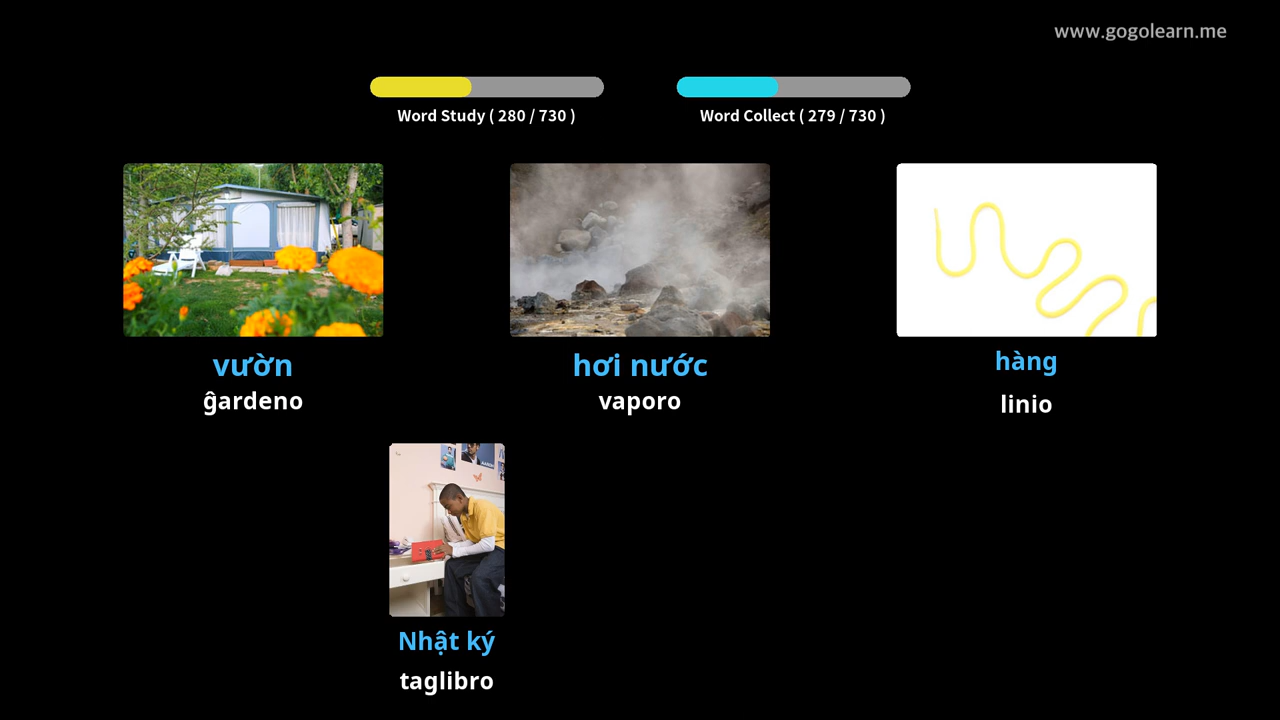 www.gogolearn.me
Word Study ( 280 / 730 )
Word Collect ( 279 / 730 )
vườn
ĝardeno
hơi nước
vaporo
hàng
linio
Nhật ký
taglibro